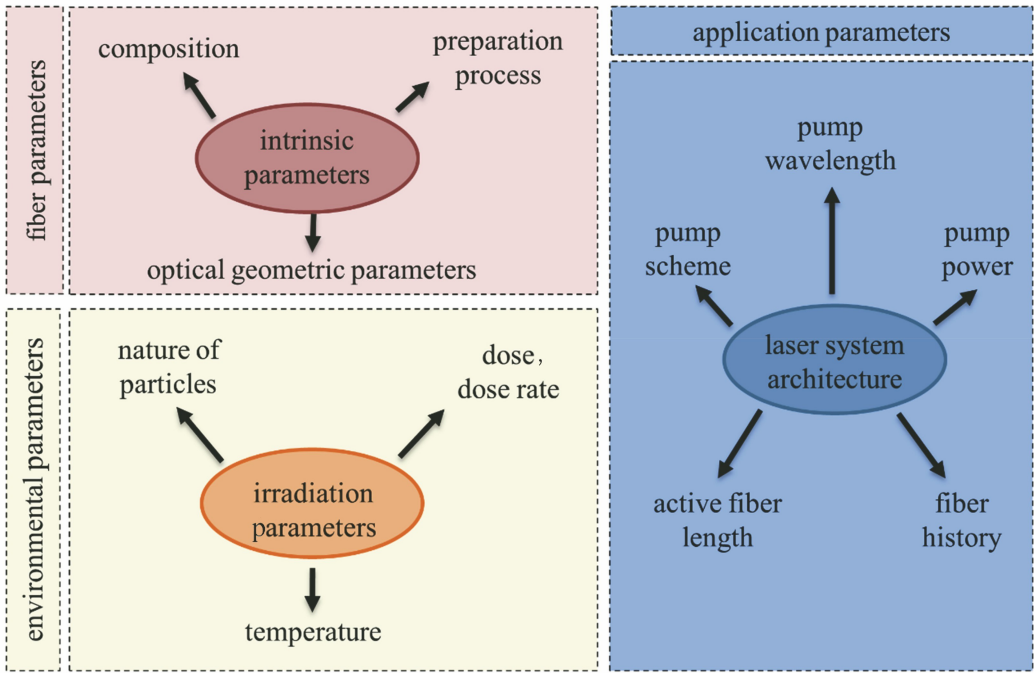 fiber parameters
composition
preparation
process
intrinsic
parameters
optical geometric parameters
environmental parameters
nature of
particles
dose,
dose rate
irradiation
parameters
temperature
application parameters
pump
wavelength
pump
scheme
pump
power
laser system
architecture
active fiber
length
fiber
history